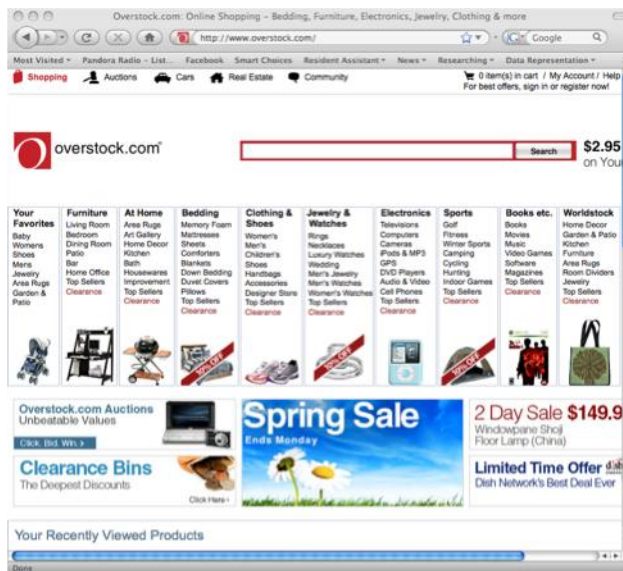 Overstock.com: Online Shopping – Bedding, Furniture, Electronics, Jewelry, Clothing & more
http://www.overstock.com/
Google
Most Visited
Pandora Radio – List...
Facebook
Smart Choices
Resident Assistant
News
Researching
Data Representation
Shopping
Auctions
Cars
Real Estate
Community
0 item(s) in cart / My Account / Help
For best offers, sign in or register now!
overstock.com
Search
$2.95
on You
Your Favorites
Baby
Womens
Shoes
Mens
Jewelry
Area Rugs
Garden &
Patio
Furniture
Living Room
Bedroom
Dining Room
Patio
Bar
Home Office
Top Sellers
Clearance
At Home
Area Rugs
Art Gallery
Home Decor
Kitchen
Bath
Housewares
Improvement
Top Sellers
Clearance
Bedding
Memory Foam
Mattresses
Sheets
Comforters
Blankets
Down Bedding
Duvet Covers
Pillows
Top Sellers
Clearance
Clothing &
Shoes
Women's
Men's
Children's
Shoes
Handbags
Accessories
Designer Store
Top Sellers
Clearance
Jewelry &
Watches
Rings
Necklaces
Luxury Watches
Wedding
Men's Jewelry
Men's Watches
Women's Watches
Top Sellers
Clearance
Electronics
Televisions
Computers
Cameras
iPods & MP3
GPS
DVD Players
Audio & Video
Cell Phones
Top Sellers
Clearance
Sports
Golf
Fitness
Winter Sports
Camping
Cycling
Hunting
Indoor Games
Top Sellers
Clearance
Books etc.
Books
Movies
Music
Video Games
Software
Magazines
Top Sellers
Clearance
Worldstock
Home Decor
Garden & Patio
Kitchen
Furniture
Area Rugs
Room Dividers
Jewelry
Top Sellers
Clearance
50% OFF
50% OFF
50% OFF
Overstock.com Auctions
Unbeatable Values
Click. Bid. Win. >
Clearance Bins
The Deepest Discounts
Click Here
Spring Sale
Ends Monday
2 Day Sale $149.9
Windowpane Shoji
Floor Lamp (China)
Limited Time Offer dish
Dish Network's Best Deal Ever
Your Recently Viewed Products
Done